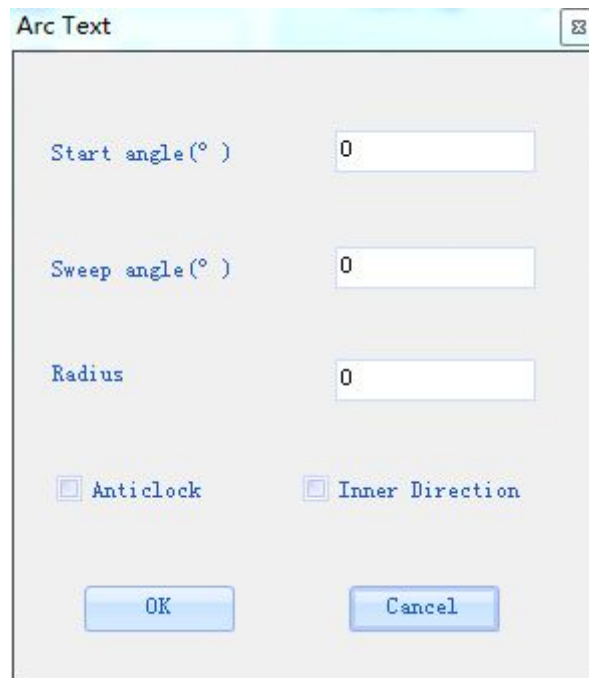 Arc Text
Start angle(° ) 0
Sweep angle(° ) 0
Radius 0
Anticlock Inner Direction
OK Cancel